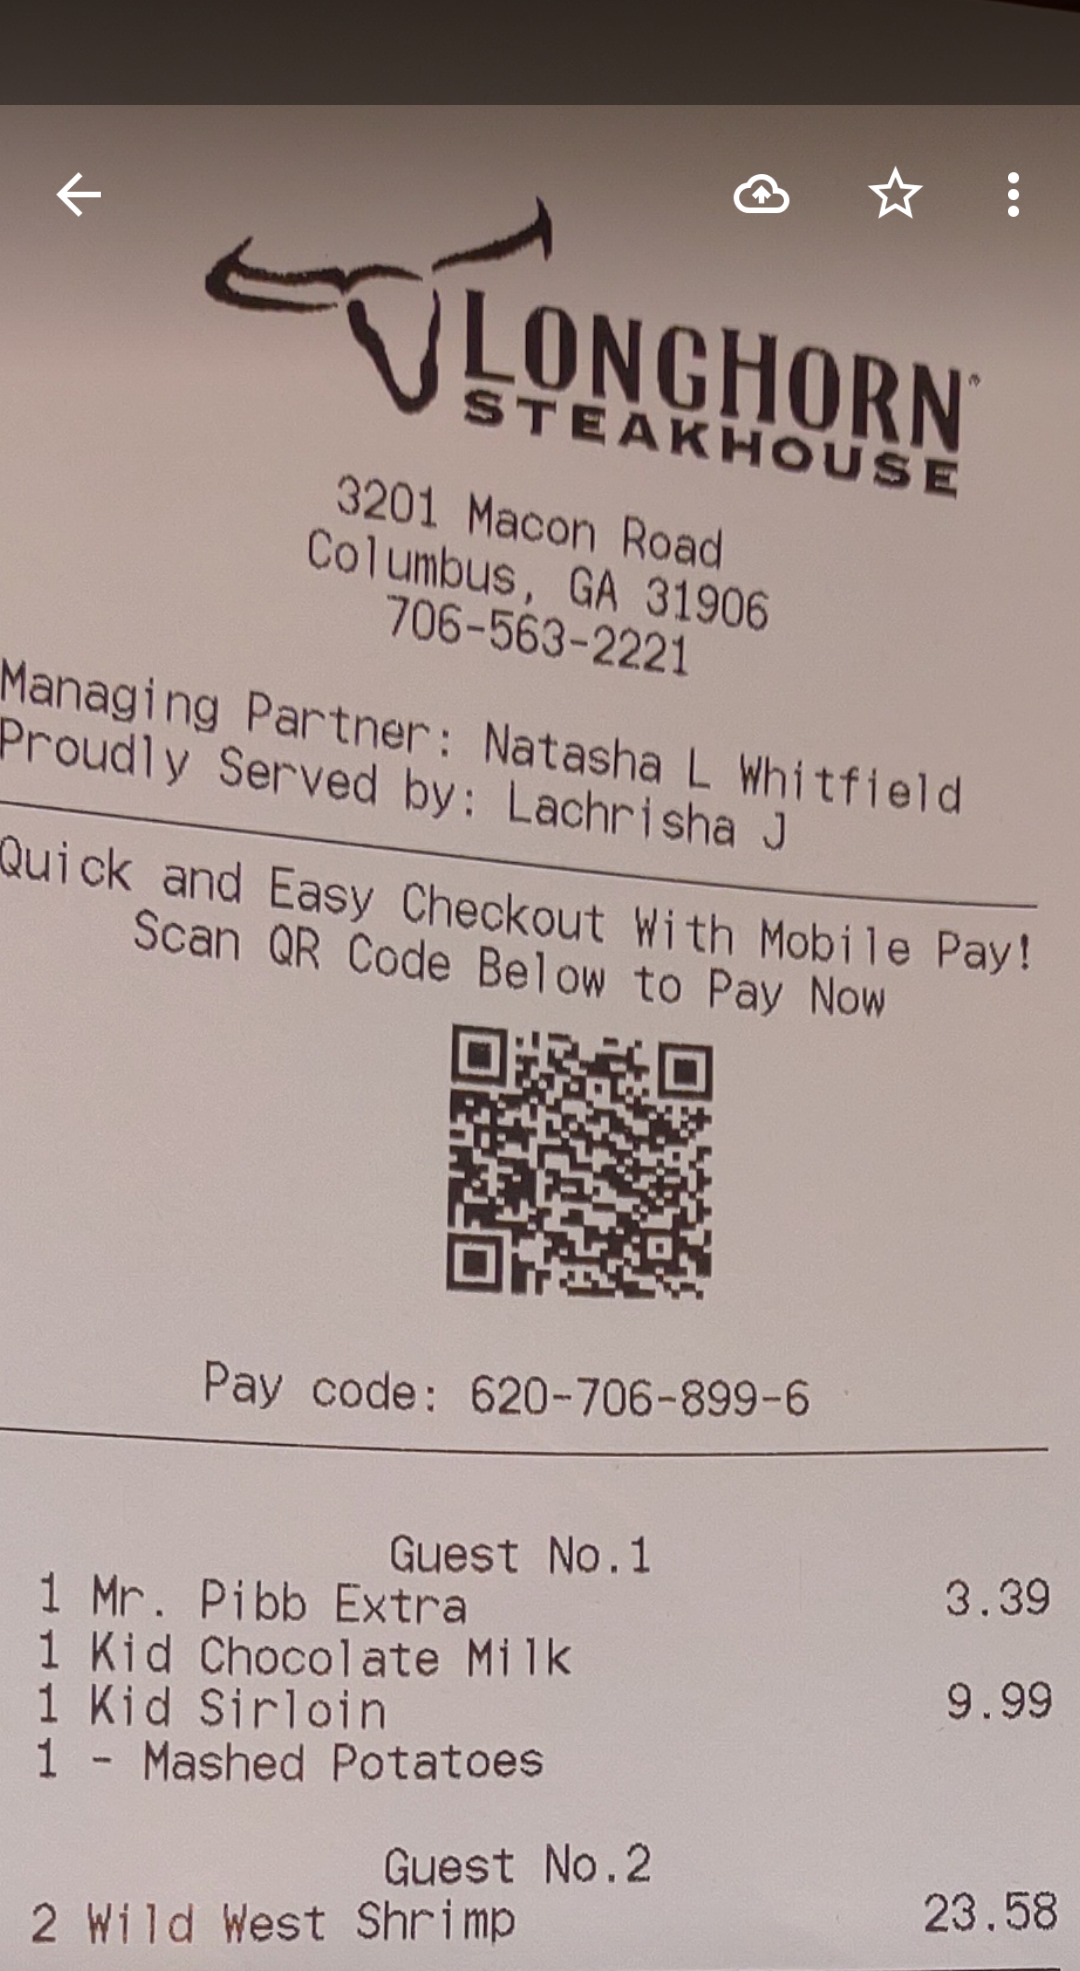 LONGHORN®
STEAKHOUSE
3201 Macon Road
Columbus, GA 31906
706-563-2221
Managing Partner: Natasha L Whitfield
Proudly Served by: Lachrisha J
Quick and Easy Checkout With Mobile Pay!
Scan QR Code Below to Pay Now
Pay code: 620-706-899-6
Guest No.1
1 Mr. Pibb Extra 3.39
1 Kid Chocolate Milk
1 Kid Sirloin 9.99
1 - Mashed Potatoes
Guest No.2
2 Wild West Shrimp 23.58